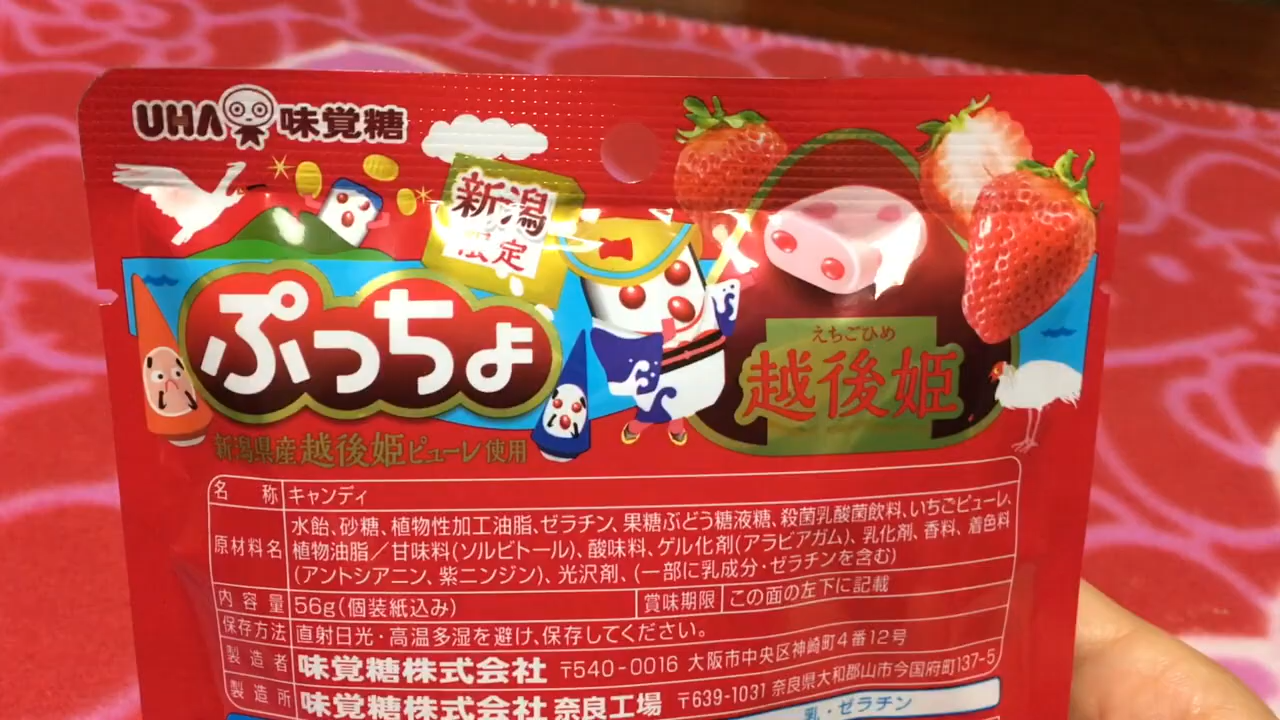 UHA 味覚糖
新潟
限定
ぷっちょ
えちごひめ
越後姫
新潟県産越後姫ピューレ使用
名 称 キャンディ
原材料名 水飴、砂糖、植物性加工油脂、ゼラチン、果糖ぶどう糖液糖、殺菌乳酸菌飲料、いちごピューレ、
植物油脂／甘味料(ソルビトール)、酸味料、ゲル化剤(アラビアガム)、乳化剤、香料、着色料
(アントシアニン、紫ニンジン)、光沢剤、(一部に乳成分・ゼラチンを含む)
内容量 56g(個装紙込み) 賞味期限 この面の左下に記載
保存方法 直射日光・高温多湿を避け、保存してください。
製造者 味覚糖株式会社 〒540-0016 大阪市中央区神崎町4番12号
製造所 味覚糖株式会社 奈良工場 〒639-1031 奈良県大和郡山市今国府町137-5
乳・ゼラチン